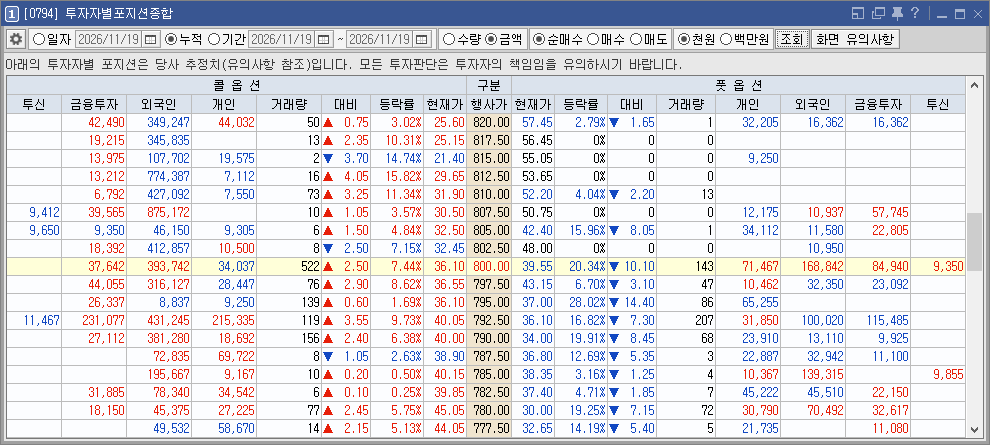 1 [0794] 투자자별포지션종합
일자 2026/11/19 누적 기간 2026/11/19 ~ 2026/11/19 수량 금액 순매수 매수 매도 천원 백만원 조회 화면 유의사항
아래의 투자자별 포지션은 당사 추정치(유의사항 참조)입니다. 모든 투자판단은 투자자의 책임임을 유의하시기 바랍니다.
콜 옵 션 구분 풋 옵 션
투신 금융투자 외국인 개인 거래량 대비 등락률 현재가 행사가 현재가 등락률 대비 거래량 개인 외국인 금융투자 투신
42,490 349,247 44,032 50 ▲ 0.75 3.02% 25.60 820.00 57.45 2.79% ▼ 1.65 1 32,205 16,362 16,362
19,215 345,835 13 ▲ 2.35 10.31% 25.15 817.50 56.45 0% 0 0
13,975 107,702 19,575 2 ▼ 3.70 14.74% 21.40 815.00 55.05 0% 0 0 9,250
13,212 774,387 7,112 16 ▲ 4.05 15.82% 29.65 812.50 53.65 0% 0 0
6,792 427,092 7,550 73 ▲ 3.25 11.34% 31.90 810.00 52.20 4.04% ▼ 2.20 13
9,412 39,565 875,172 10 ▲ 1.05 3.57% 30.50 807.50 50.75 0% 0 0 12,175 10,937 57,745
9,650 9,350 46,150 9,305 6 ▲ 1.50 4.84% 32.50 805.00 42.40 15.96% ▼ 8.05 1 34,112 11,580 22,805
18,392 412,857 10,500 8 ▼ 2.50 7.15% 32.45 802.50 48.00 0% 0 0 10,950
37,642 393,742 34,037 522 ▲ 2.50 7.44% 36.10 800.00 39.55 20.34% ▼ 10.10 143 71,467 168,842 84,940 9,350
44,055 316,127 28,447 76 ▲ 2.90 8.62% 36.55 797.50 43.15 6.70% ▼ 3.10 47 10,462 32,350 23,092
26,337 8,837 9,250 139 ▲ 0.60 1.69% 36.10 795.00 37.00 28.02% ▼ 14.40 86 65,255
11,467 231,077 431,245 215,335 119 ▲ 3.55 9.73% 40.05 792.50 36.10 16.82% ▼ 7.30 207 31,850 100,020 115,485
27,112 381,280 18,692 156 ▲ 2.40 6.38% 40.00 790.00 34.00 19.91% ▼ 8.45 68 23,910 13,110 9,925
72,835 69,722 8 ▼ 1.05 2.63% 38.90 787.50 36.80 12.69% ▼ 5.35 3 22,887 32,942 11,100
195,667 9,167 10 ▲ 0.20 0.50% 40.15 785.00 38.35 3.16% ▼ 1.25 4 10,367 139,315 9,855
31,885 78,340 34,542 6 ▲ 0.10 0.25% 39.85 782.50 37.40 4.71% ▼ 1.85 7 45,222 45,510 22,150
18,150 45,375 27,225 77 ▲ 2.45 5.75% 45.05 780.00 30.00 19.25% ▼ 7.15 72 30,790 70,492 32,617
49,532 58,670 14 ▲ 2.15 5.13% 44.05 777.50 32.65 14.19% ▼ 5.40 5 21,735 11,080